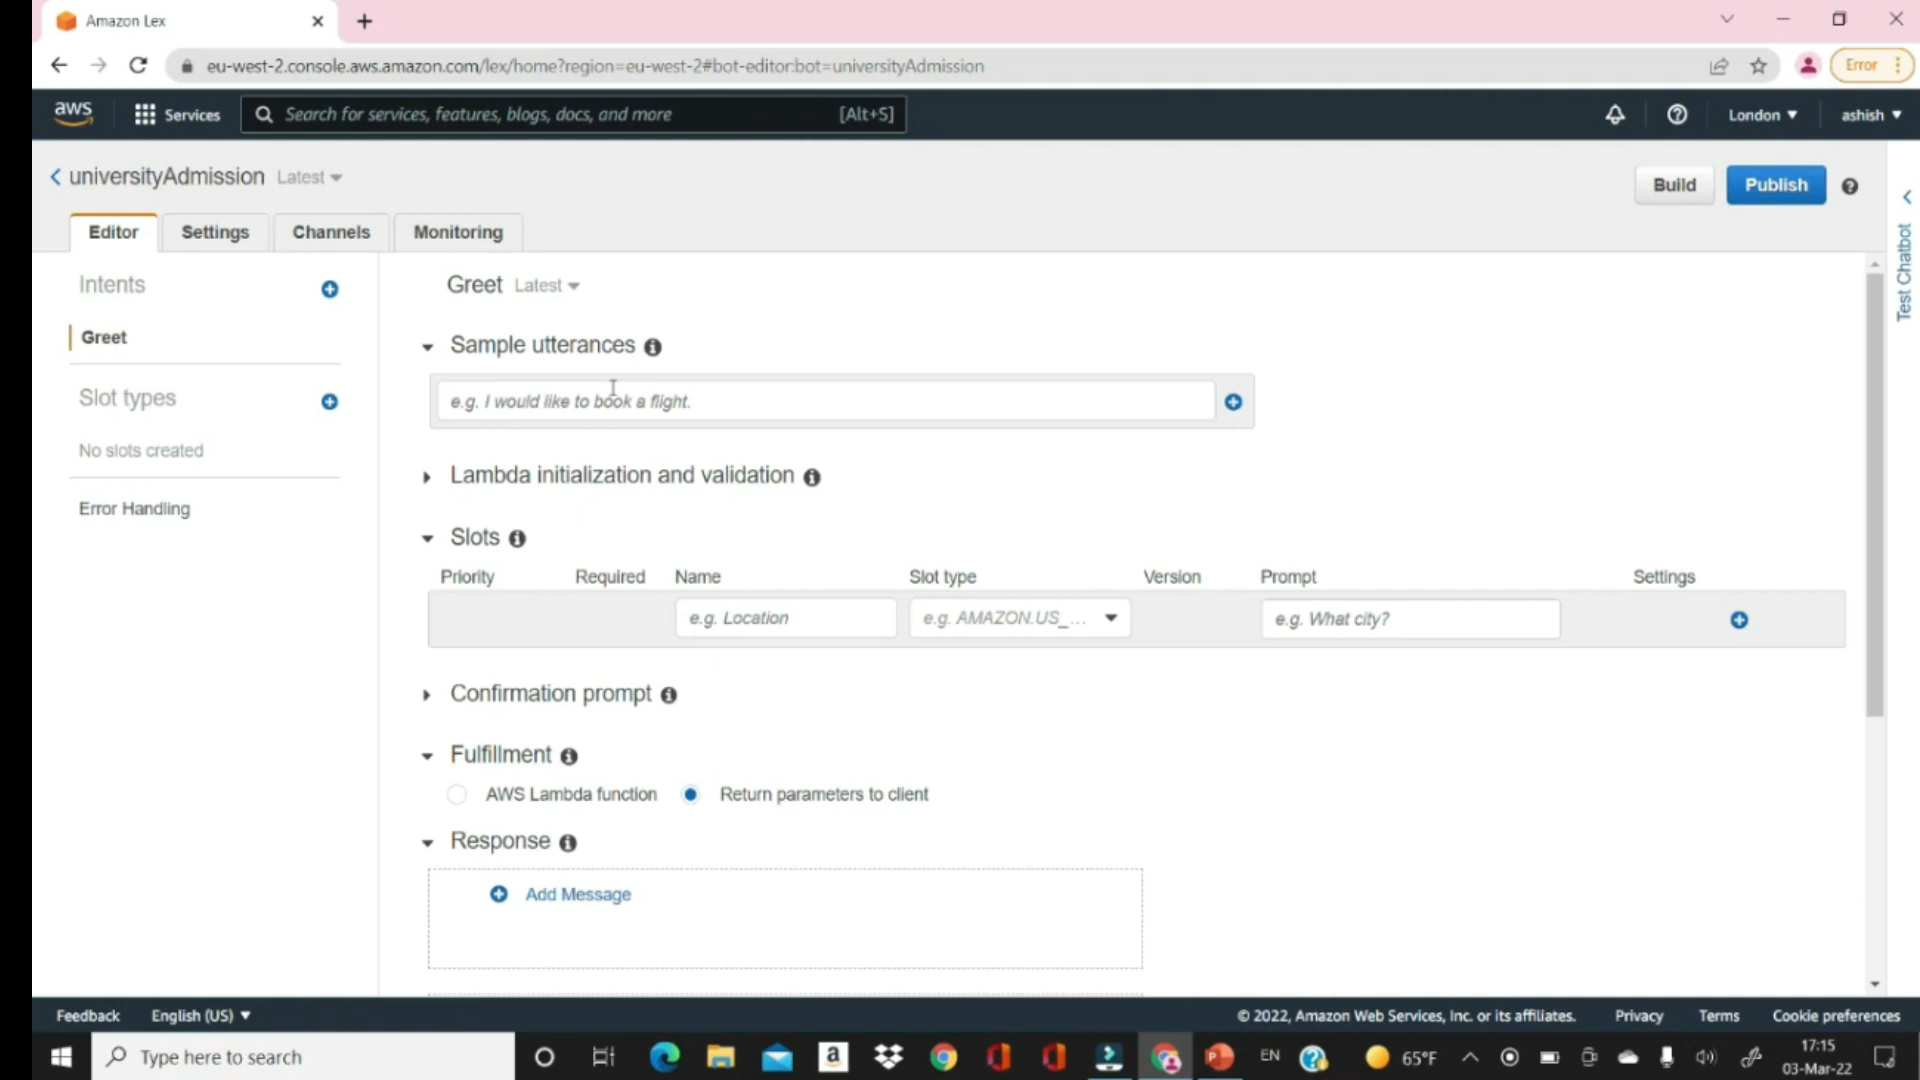 Amazon Lex
eu-west-2.console.aws.amazon.com/lex/home?region=eu-west-2#bot-editor:bot=universityAdmission
Error
aws
Services
Search for services, features, blogs, docs, and more
[Alt+S]
London
ashish
universityAdmission Latest
Build
Publish
Editor
Settings
Channels
Monitoring
Test Chatbot
Intents
Greet
Slot types
No slots created
Error Handling
Greet Latest
Sample utterances
e.g. I would like to book a flight.
Lambda initialization and validation
Slots
Priority Required Name Slot type Version Prompt Settings
e.g. Location e.g. AMAZON.US_... e.g. What city?
Confirmation prompt
Fulfillment
AWS Lambda function Return parameters to client
Response
Add Message
Feedback English (US) © 2022, Amazon Web Services, Inc. or its affiliates. Privacy Terms Cookie preferences
Type here to search
a
EN
65°F
17:15
03-Mar-22